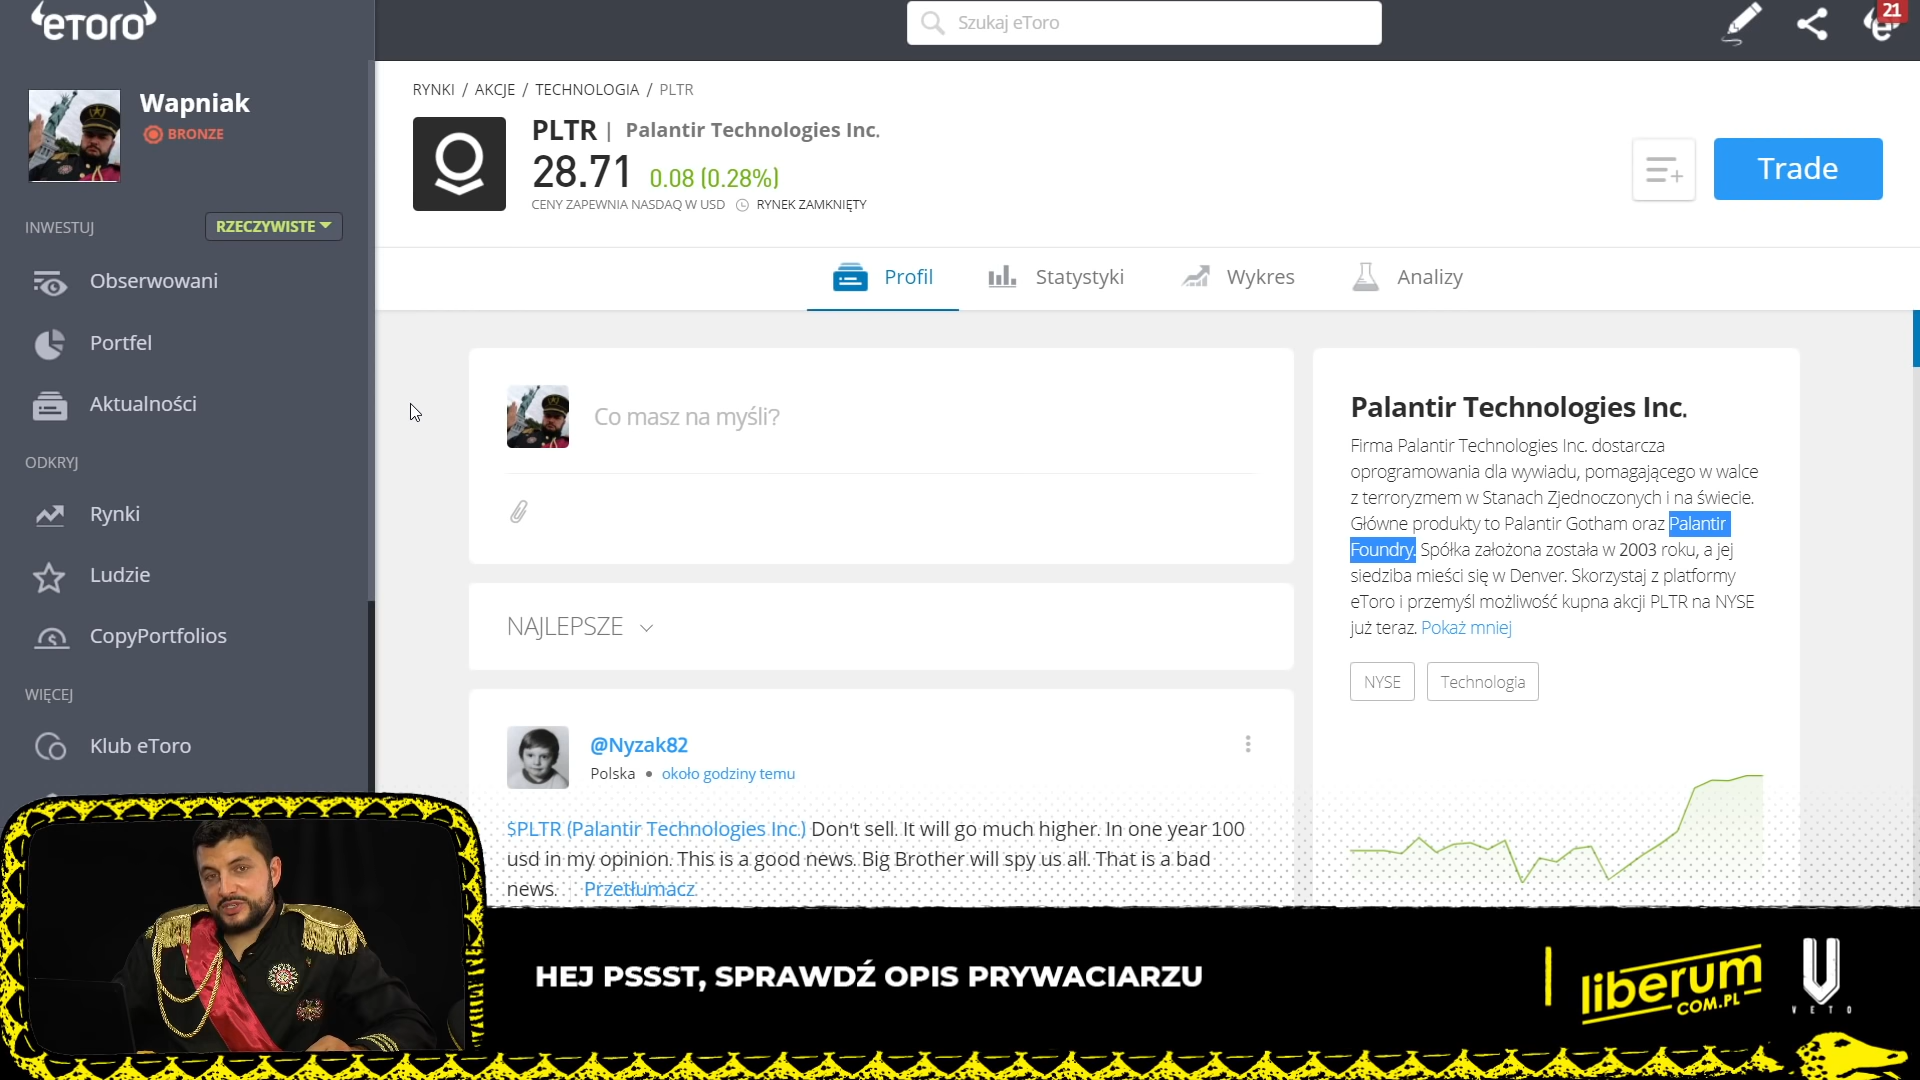 eToro
Szukaj eToro
21
Wapniak
BRONZE
INWESTUJ
RZECZYWISTE
Obserwowani
Portfel
Aktualności
ODKRYJ
Rynki
Ludzie
CopyPortfolios
WIĘCEJ
Klub eToro
RYNKI / AKCJE / TECHNOLOGIA / PLTR
PLTR | Palantir Technologies Inc.
28.71 0.08 (0.28%)
CENY ZAPEWNIA NASDAQ W USD RYNEK ZAMKNIĘTY
Trade
Profil
Statystyki
Wykres
Analizy
Co masz na myśli?
NAJLEPSZE
@Nyzak82
Polska • około godziny temu
$PLTR (Palantir Technologies Inc.) Don't sell. It will go much higher. In one year 100
usd in my opinion. This is a good news. Big Brother will spy us all. That is a bad
news. Przetłumacz
Palantir Technologies Inc.
Firma Palantir Technologies Inc. dostarcza
oprogramowania dla wywiadu, pomagającego w walce
z terroryzmem w Stanach Zjednoczonych i na świecie.
Główne produkty to Palantir Gotham oraz Palantir
Foundry. Spółka założona została w 2003 roku, a jej
siedziba mieści się w Denver. Skorzystaj z platformy
eToro i przemyśl możliwość kupna akcji PLTR na NYSE
już teraz. Pokaż mniej
NYSE
Technologia
HEJ PSSST, SPRAWDŹ OPIS PRYWACIARZU
liberum
COM.PL
VETO